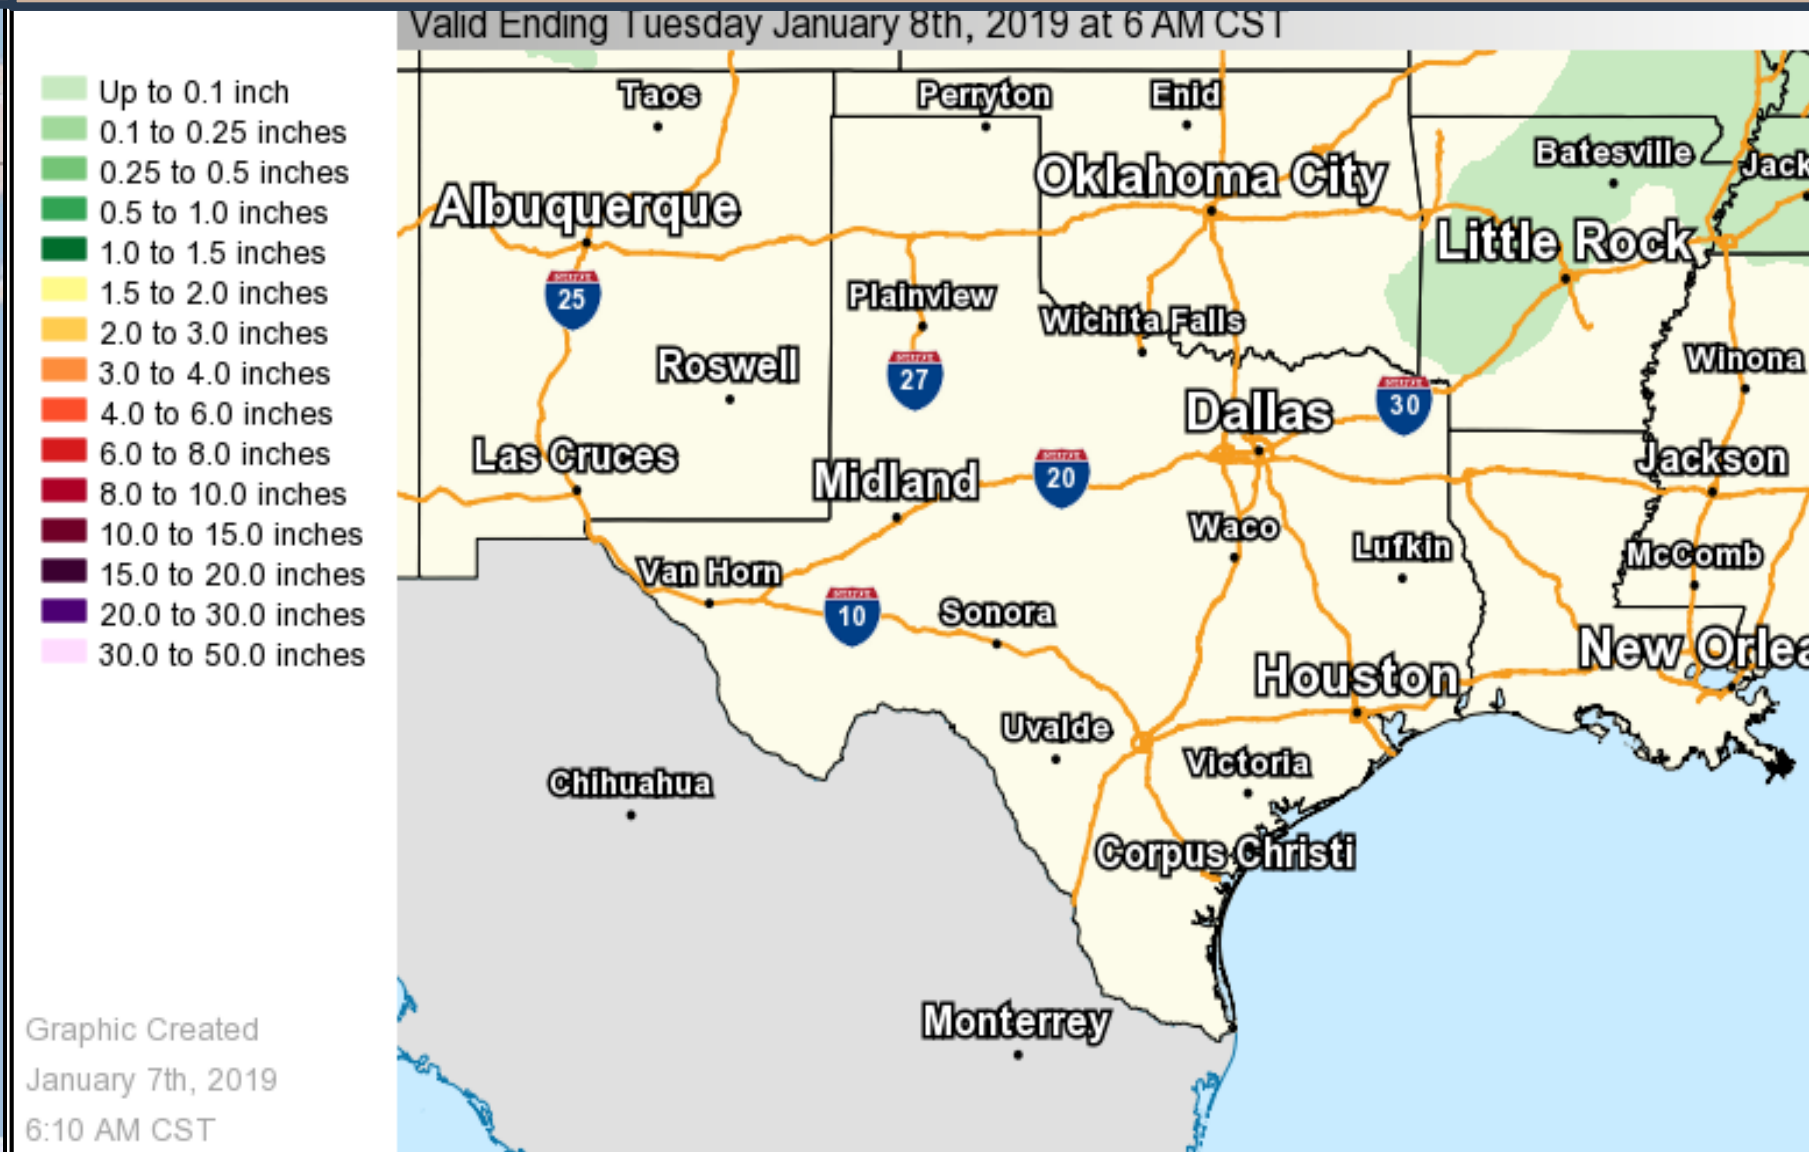 Valid Ending Tuesday January 8th, 2019 at 6 AM CST
Up to 0.1 inch
0.1 to 0.25 inches
0.25 to 0.5 inches
0.5 to 1.0 inches
1.0 to 1.5 inches
1.5 to 2.0 inches
2.0 to 3.0 inches
3.0 to 4.0 inches
4.0 to 6.0 inches
6.0 to 8.0 inches
8.0 to 10.0 inches
10.0 to 15.0 inches
15.0 to 20.0 inches
20.0 to 30.0 inches
30.0 to 50.0 inches
Graphic Created
January 7th, 2019
6:10 AM CST
Taos
Perryton
Enid
Batesville
Jack
Oklahoma City
Albuquerque
Little Rock
25
Plainview
Wichita Falls
Winona
Roswell
27
30
Dallas
Las Cruces
Midland
20
Jackson
Waco
Lufkin
McComb
Van Horn
10
Sonora
New Orlea
Houston
Uvalde
Victoria
Chihuahua
Corpus Christi
Monterrey